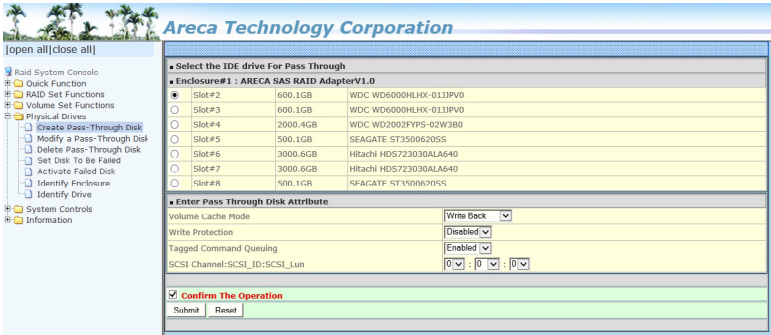 Areca Technology Corporation
|open all|close all|
Raid System Console
Quick Function
RAID Set Functions
Volume Set Functions
Physical Drives
Create Pass-Through Disk
Modify a Pass-Through Disk
Delete Pass-Through Disk
Set Disk To Be Failed
Activate Failed Disk
Identify Enclosure
Identify Drive
System Controls
Information
Select the IDE drive For Pass Through
Enclosure#1 : ARECA SAS RAID AdapterV1.0
Slot#2 600.1GB WDC WD6000HLHX-01JJPV0
Slot#3 600.1GB WDC WD6000HLHX-01JJPV0
Slot#4 2000.4GB WDC WD2002FYPS-02W3B0
Slot#5 500.1GB SEAGATE ST3500620SS
Slot#6 3000.6GB Hitachi HDS723030ALA640
Slot#7 3000.6GB Hitachi HDS723030ALA640
Slot#8 500.1GB SEAGATE ST3500620SS
Enter Pass Through Disk Attribute
Volume Cache Mode Write Back
Write Protection Disabled
Tagged Command Queuing Enabled
SCSI Channel:SCSI_ID:SCSI_Lun 0 : 0 : 0
Confirm The Operation
Submit Reset